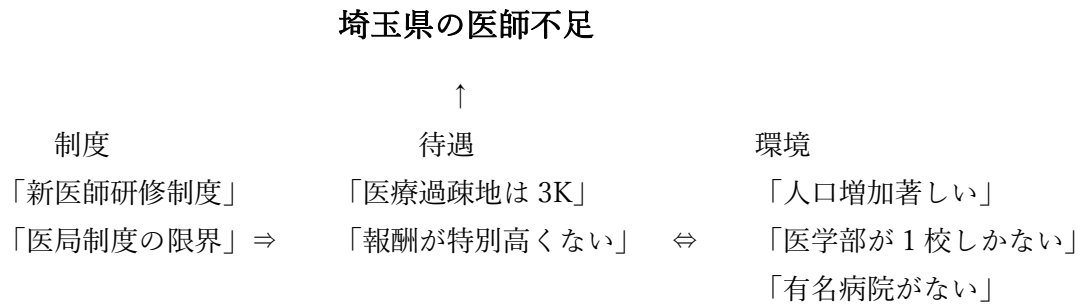 埼玉県の医師不足
↑
制度 待遇 環境
「新医師研修制度」 「医療過疎地は 3K」 「人口増加著しい」
「医局制度の限界」⇒ 「報酬が特別高くない」 ⇔ 「医学部が 1 校しかない」
「有名病院がない」